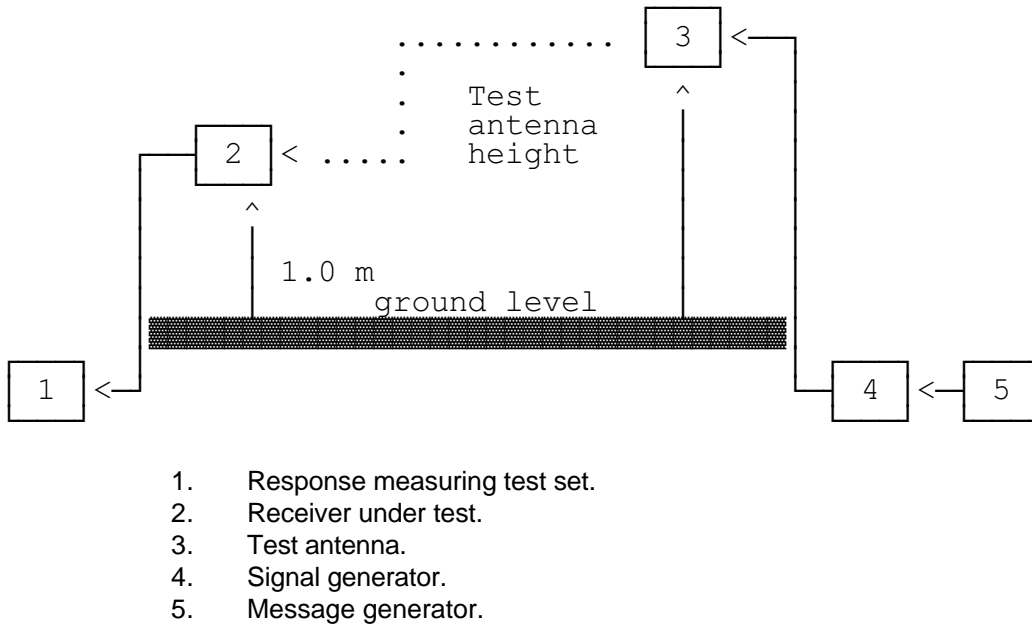 3
Test
antenna
height
2
1.0 m
ground level
1
4
5
1. Response measuring test set.
2. Receiver under test.
3. Test antenna.
4. Signal generator.
5. Message generator.